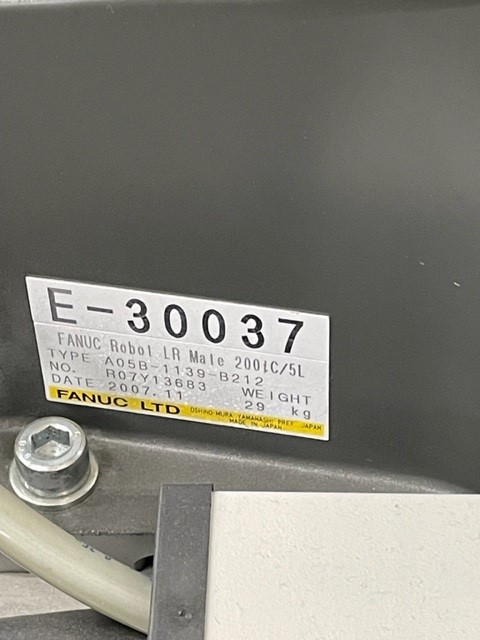 E-30037
FANUC Robot LR Mate 200iC/5L
TYPE A05B-1139-B212
NO. R07Y13683 WEIGHT
DATE 2007.11 29 kg
FANUC LTD OSHINO-MURA, YAMANASHI PREF. JAPAN
MADE IN JAPAN